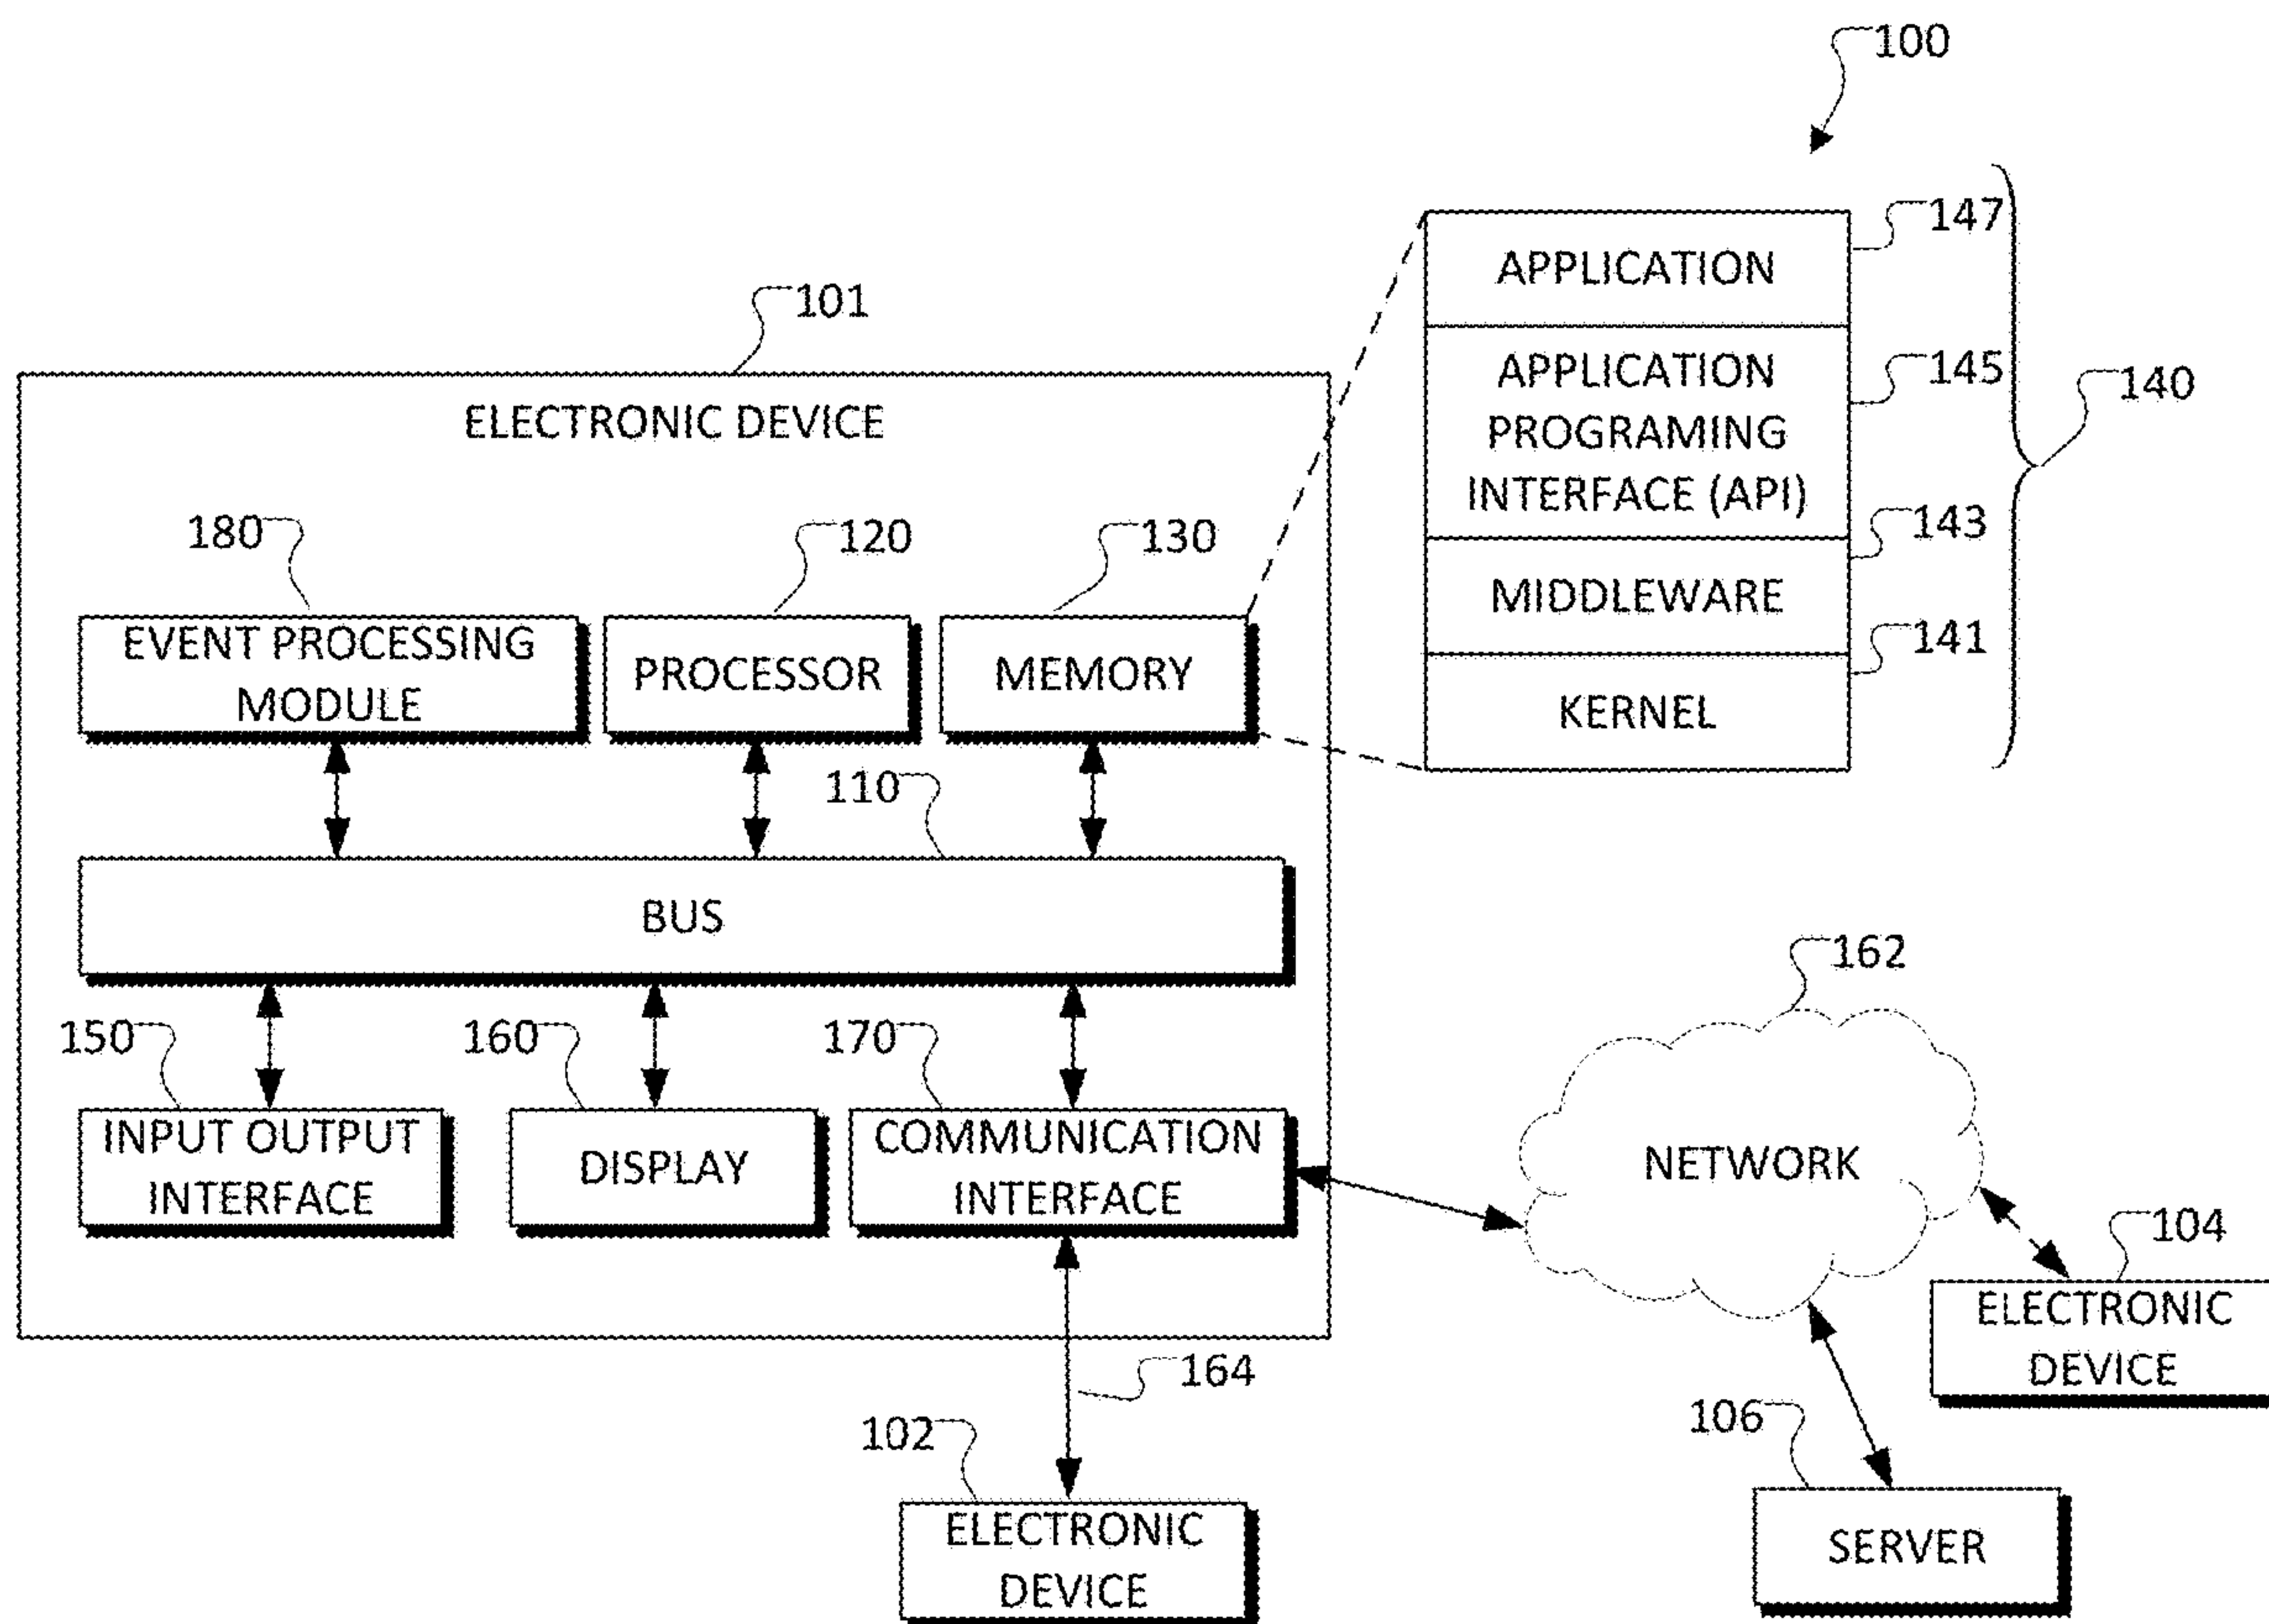 100
147
APPLICATION
101
APPLICATION
PROGRAMING
INTERFACE (API)
145
140
ELECTRONIC DEVICE
180
120
130
143
MIDDLEWARE
141
EVENT PROCESSING
MODULE
PROCESSOR
MEMORY
KERNEL
110
BUS
162
150
160
170
INPUT OUTPUT
INTERFACE
DISPLAY
COMMUNICATION
INTERFACE
NETWORK
104
ELECTRONIC
DEVICE
164
102
106
ELECTRONIC
DEVICE
SERVER